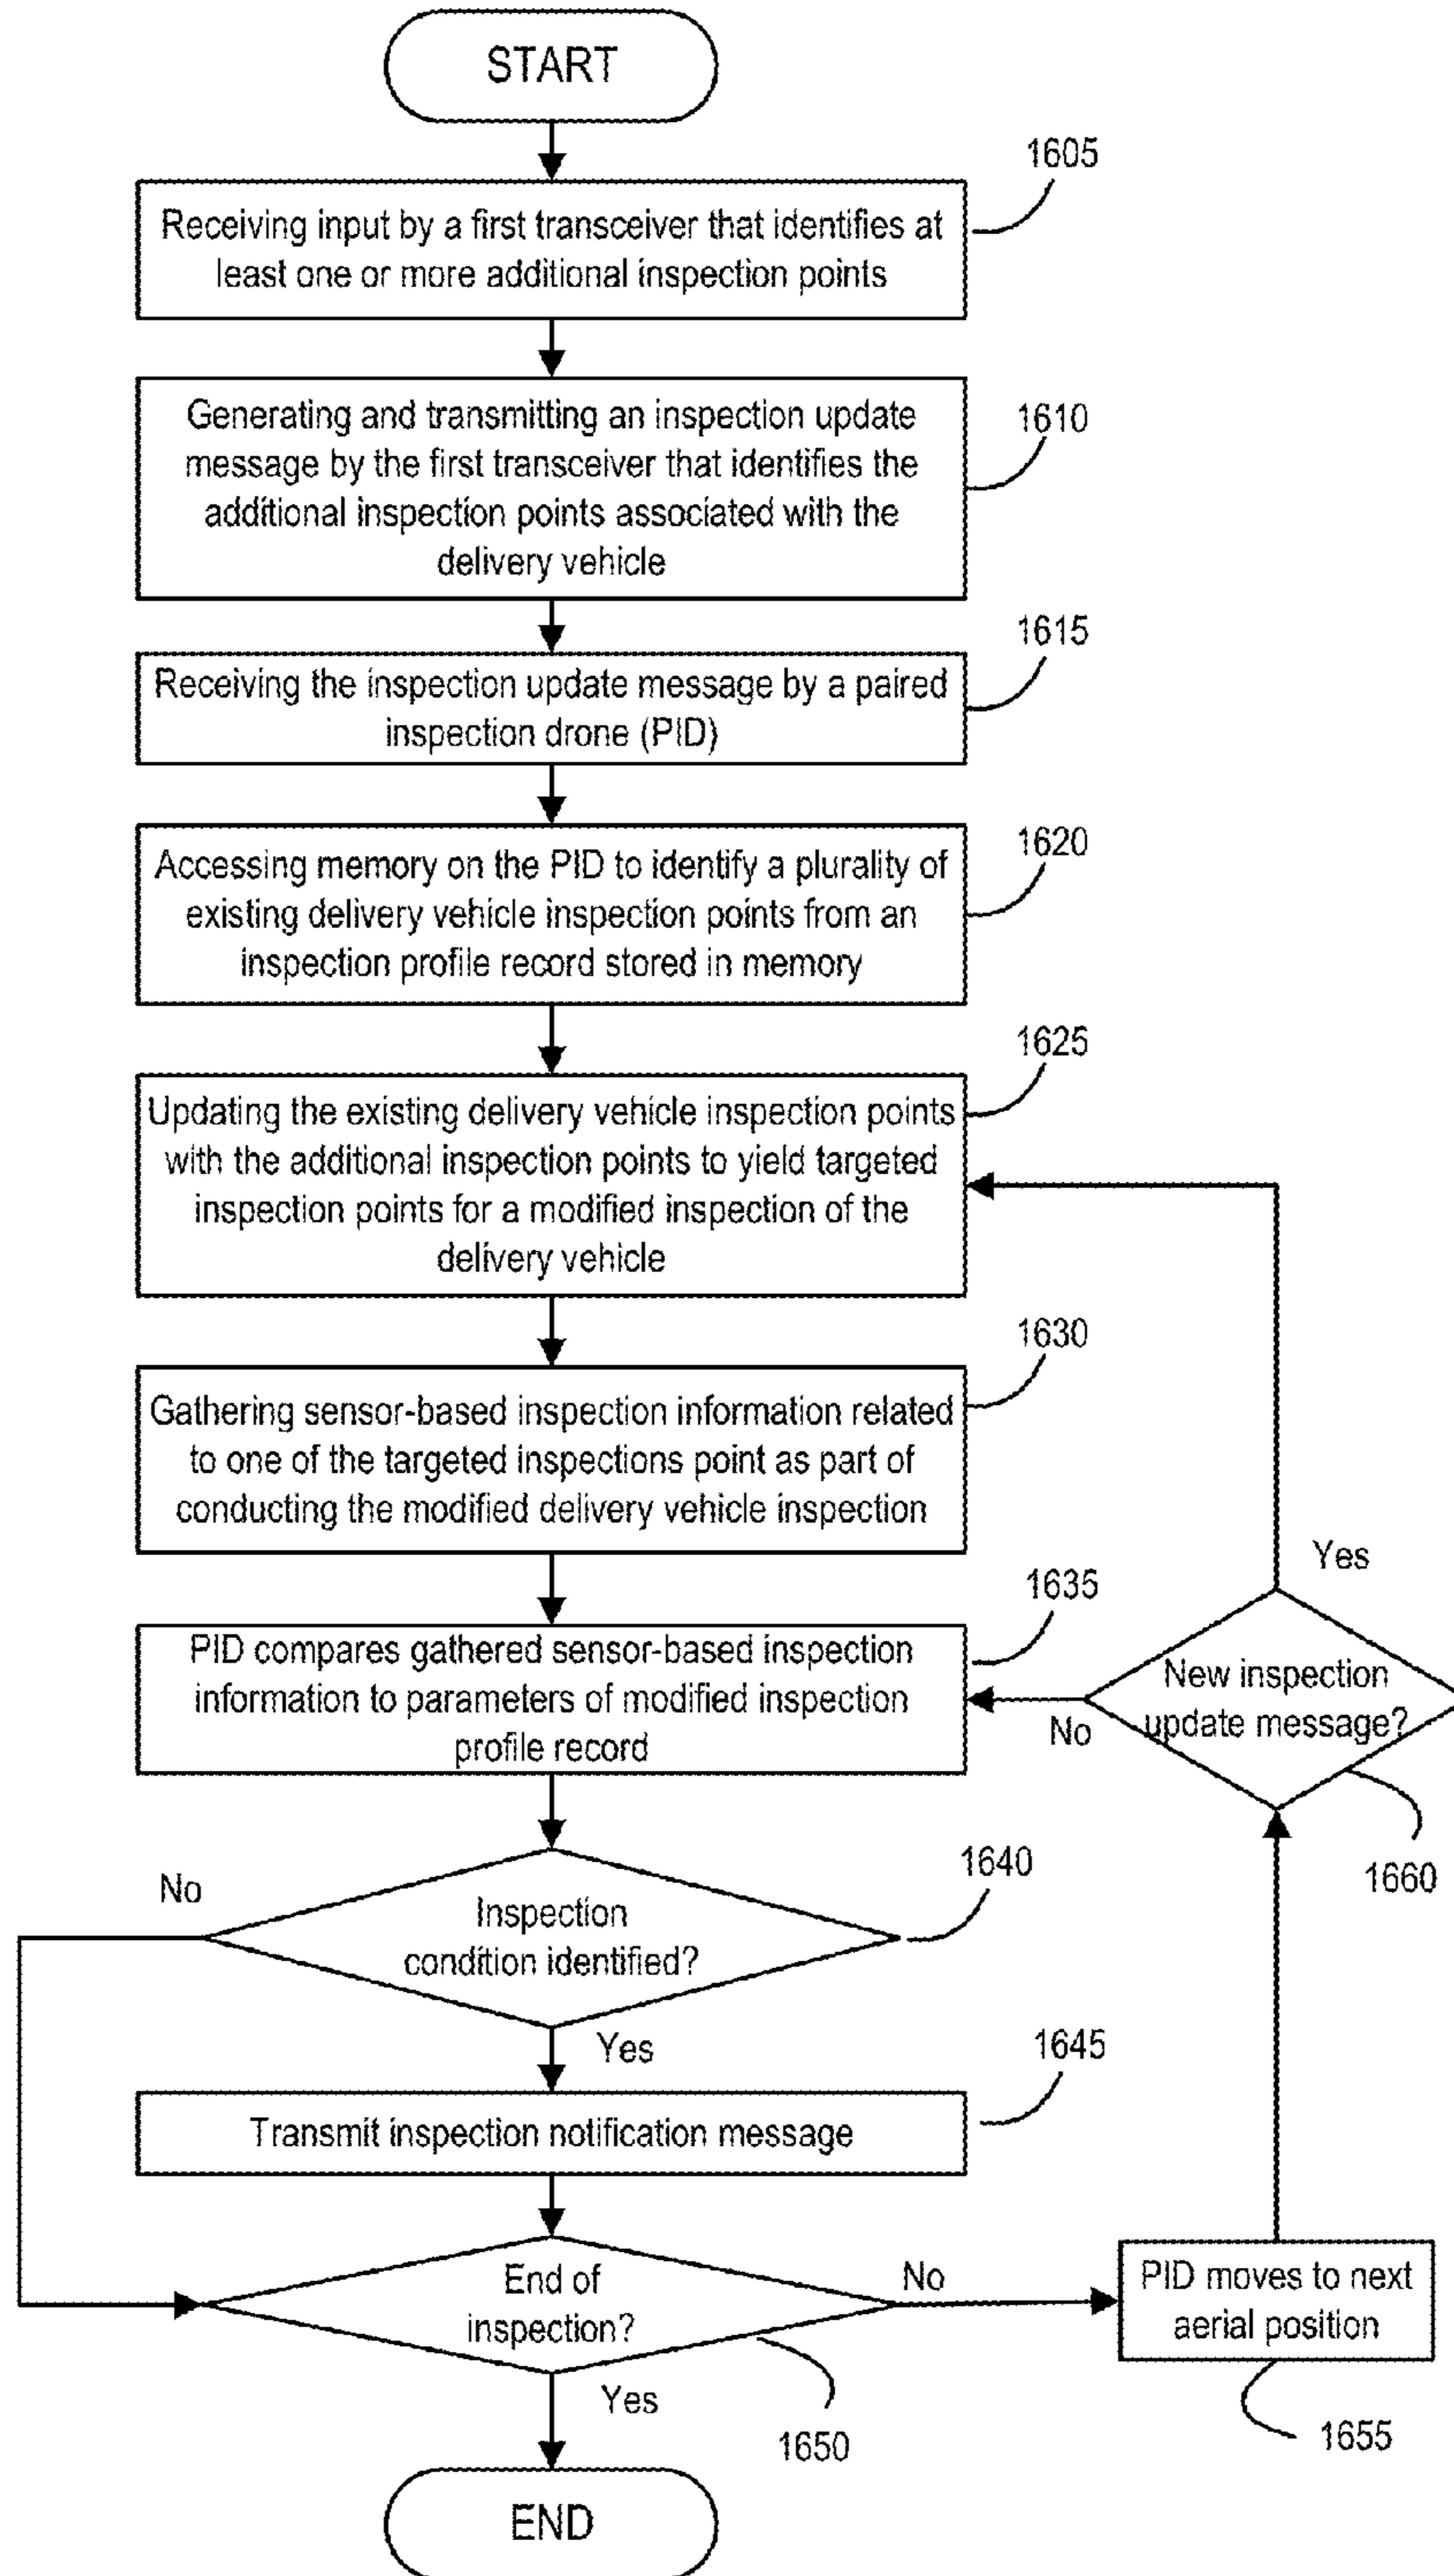 START
1605
Receiving input by a first transceiver that identifies at
least one or more additional inspection points
1610
Generating and transmitting an inspection update
message by the first transceiver that identifies the
additional inspection points associated with the
delivery vehicle
1615
Receiving the inspection update message by a paired
inspection drone (PID)
1620
Accessing memory on the PID to identify a plurality of
existing delivery vehicle inspection points from an
inspection profile record stored in memory
1625
Updating the existing delivery vehicle inspection points
with the additional inspection points to yield targeted
inspection points for a modified inspection of the
delivery vehicle
1630
Gathering sensor-based inspection information related
to one of the targeted inspections point as part of
conducting the modified delivery vehicle inspection
1635
PID compares gathered sensor-based inspection
information to parameters of modified inspection
profile record
Yes
New inspection
update message?
No
1660
1640
No
Inspection
condition identified?
Yes
1645
Transmit inspection notification message
End of
inspection?
No
Yes
1650
PID moves to next
aerial position
1655
END